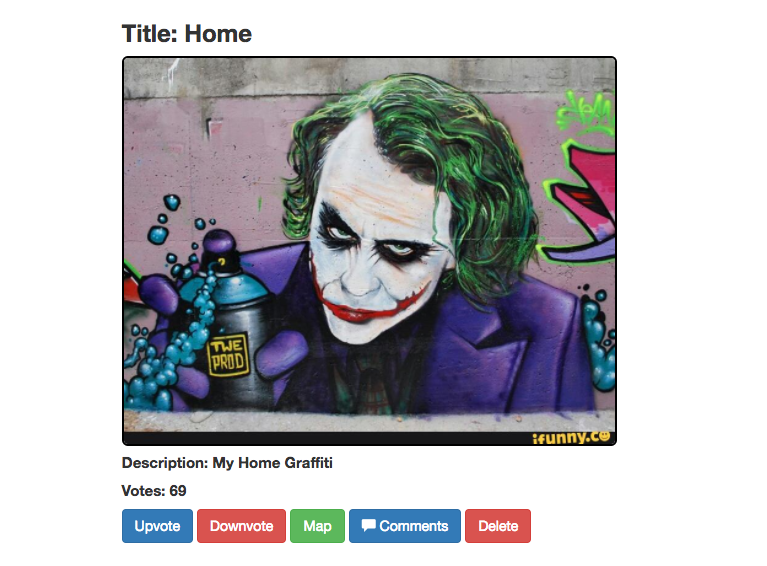 Title: Home
TWE
PROD
ifunny.co
Description: My Home Graffiti
Votes: 69
Upvote Downvote Map Comments Delete